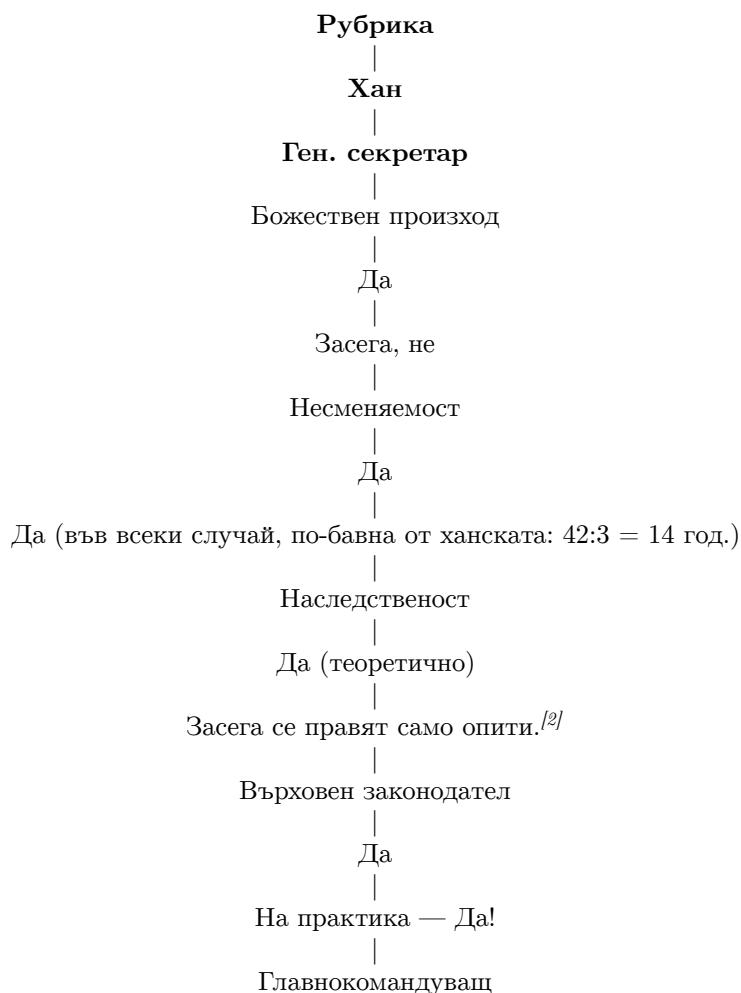 Рубрика
|
Хан
|
Ген. секретар
|
Божествен произход
|
Да
|
Засега, не
|
Несменяемост
|
Да
|
Да (във всеки случай, по-бавна от ханската: 42:3 = 14 год.)
|
Наследственост
|
Да (теоретично)
|
Засега се правят само опити.[2]
|
Върховен законодател
|
Да
|
На практика — Да!
|
Главнокомандуващ